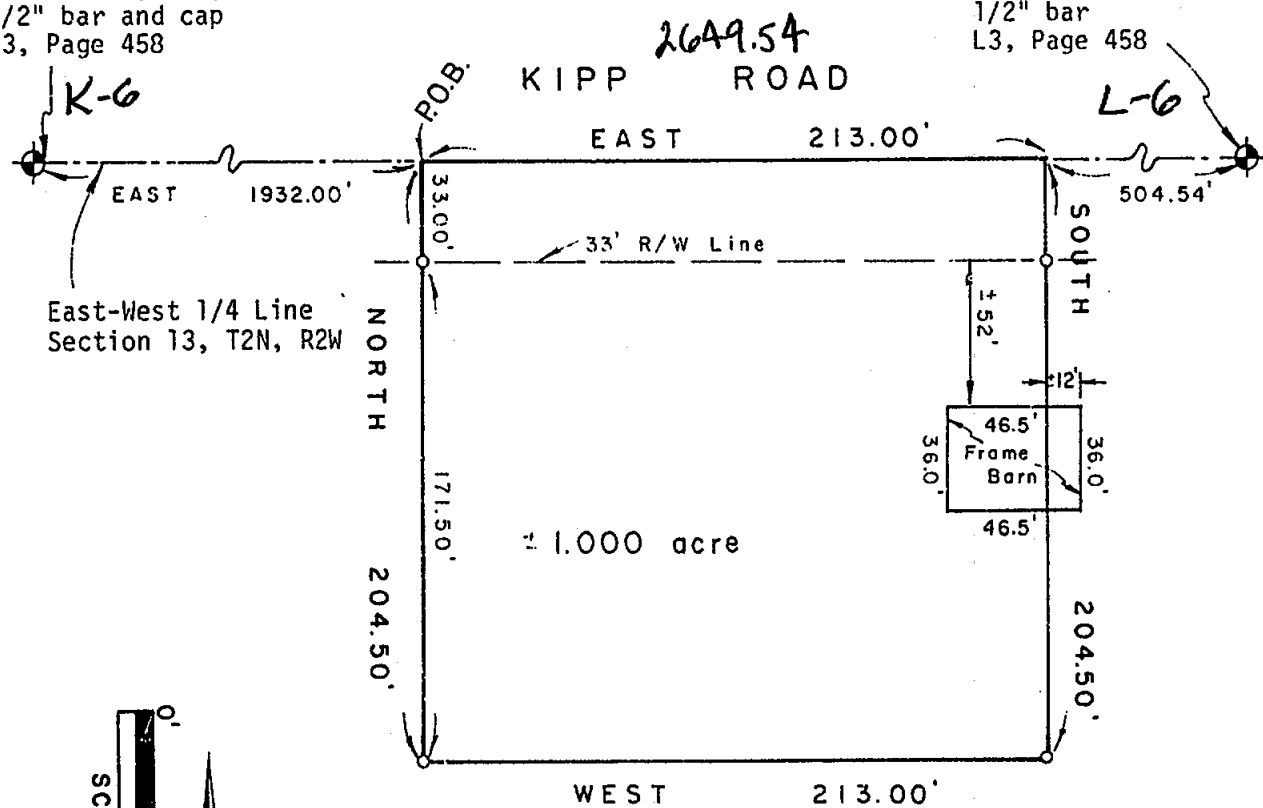 /2" bar and cap
3, Page 458
K-6
2649.54
KIPP ROAD
1/2" bar
L3, Page 458
L-6
P.O.B.
EAST 213.00'
EAST 1932.00'
504.54'
33.00'
33' R/W Line
SOUTH
East-West 1/4 Line
Section 13, T2N, R2W
NORTH
±52'
±12'
46.5'
36.0'
Frame
Barn
36.0'
46.5'
171.50'
± 1.000 acre
204.50'
204.50'
0'
SC
WEST 213.00'